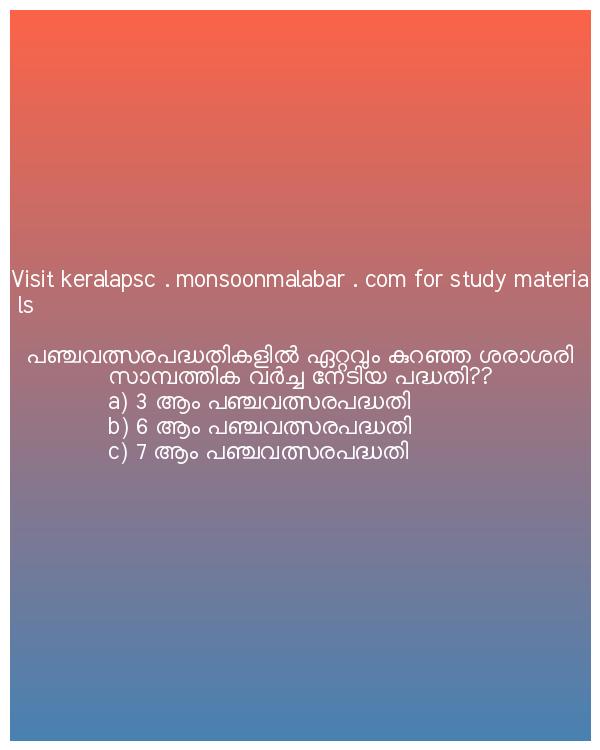 Visit keralapsc . monsoonmalabar . com for study materia
ls
പഞ്ചവത്സരപദ്ധതികളിൽ ഏറ്റവും കുറഞ്ഞ ശരാശരി
സാമ്പത്തിക വർച്ച നേടിയ പദ്ധതി??
a) 3 ആം പഞ്ചവത്സരപദ്ധതി
b) 6 ആം പഞ്ചവത്സരപദ്ധതി
c) 7 ആം പഞ്ചവത്സരപദ്ധതി